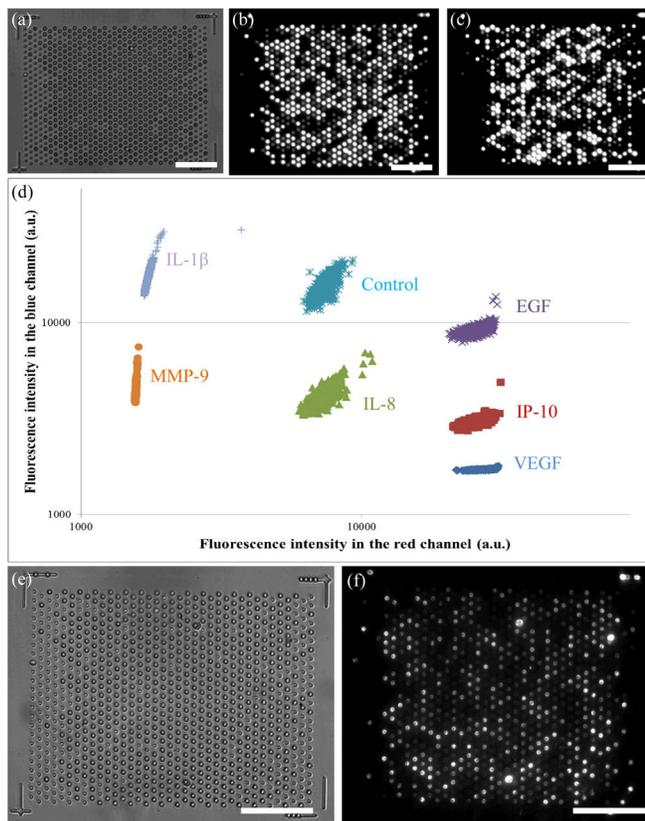 (a)
(b)
(c)
(d)
Fluorescence intensity in the blue channel (a.u.)
10000
1000
IL-1β
Control
EGF
MMP-9
IL-8
IP-10
VEGF
1000
10000
Fluorescence intensity in the red channel (a.u.)
(e)
(f)